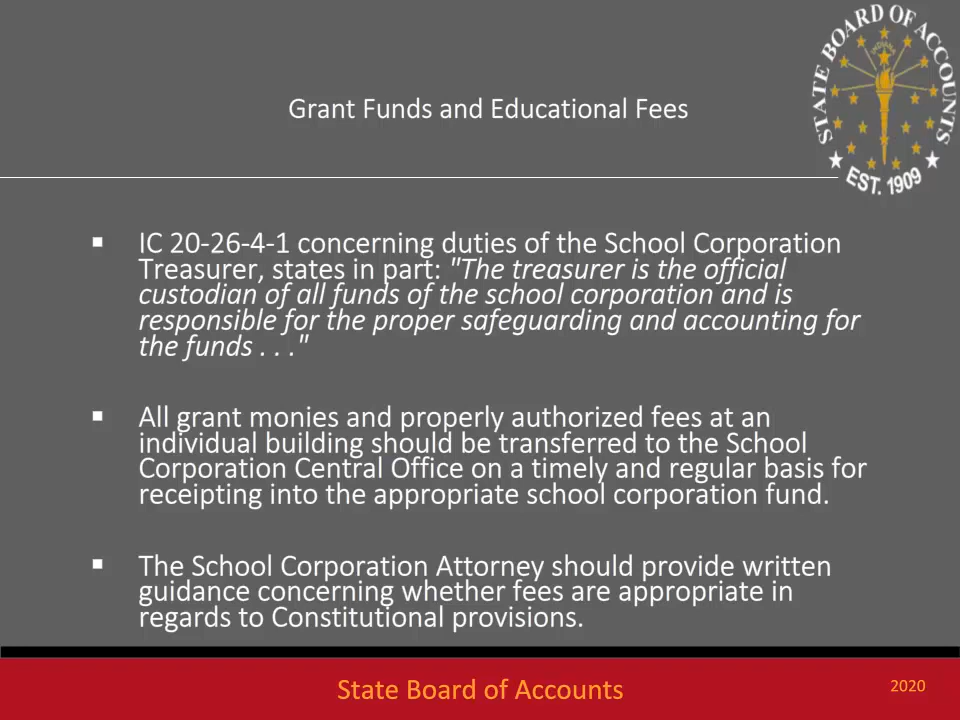 STATE BOARD OF ACCOUNTS
INDIANA
EST. 1909
Grant Funds and Educational Fees
▪ IC 20-26-4-1 concerning duties of the School Corporation
Treasurer, states in part: "The treasurer is the official
custodian of all funds of the school corporation and is
responsible for the proper safeguarding and accounting for
the funds . . ."
▪ All grant monies and properly authorized fees at an
individual building should be transferred to the School
Corporation Central Office on a timely and regular basis for
receipting into the appropriate school corporation fund.
▪ The School Corporation Attorney should provide written
guidance concerning whether fees are appropriate in
regards to Constitutional provisions.
State Board of Accounts
2020